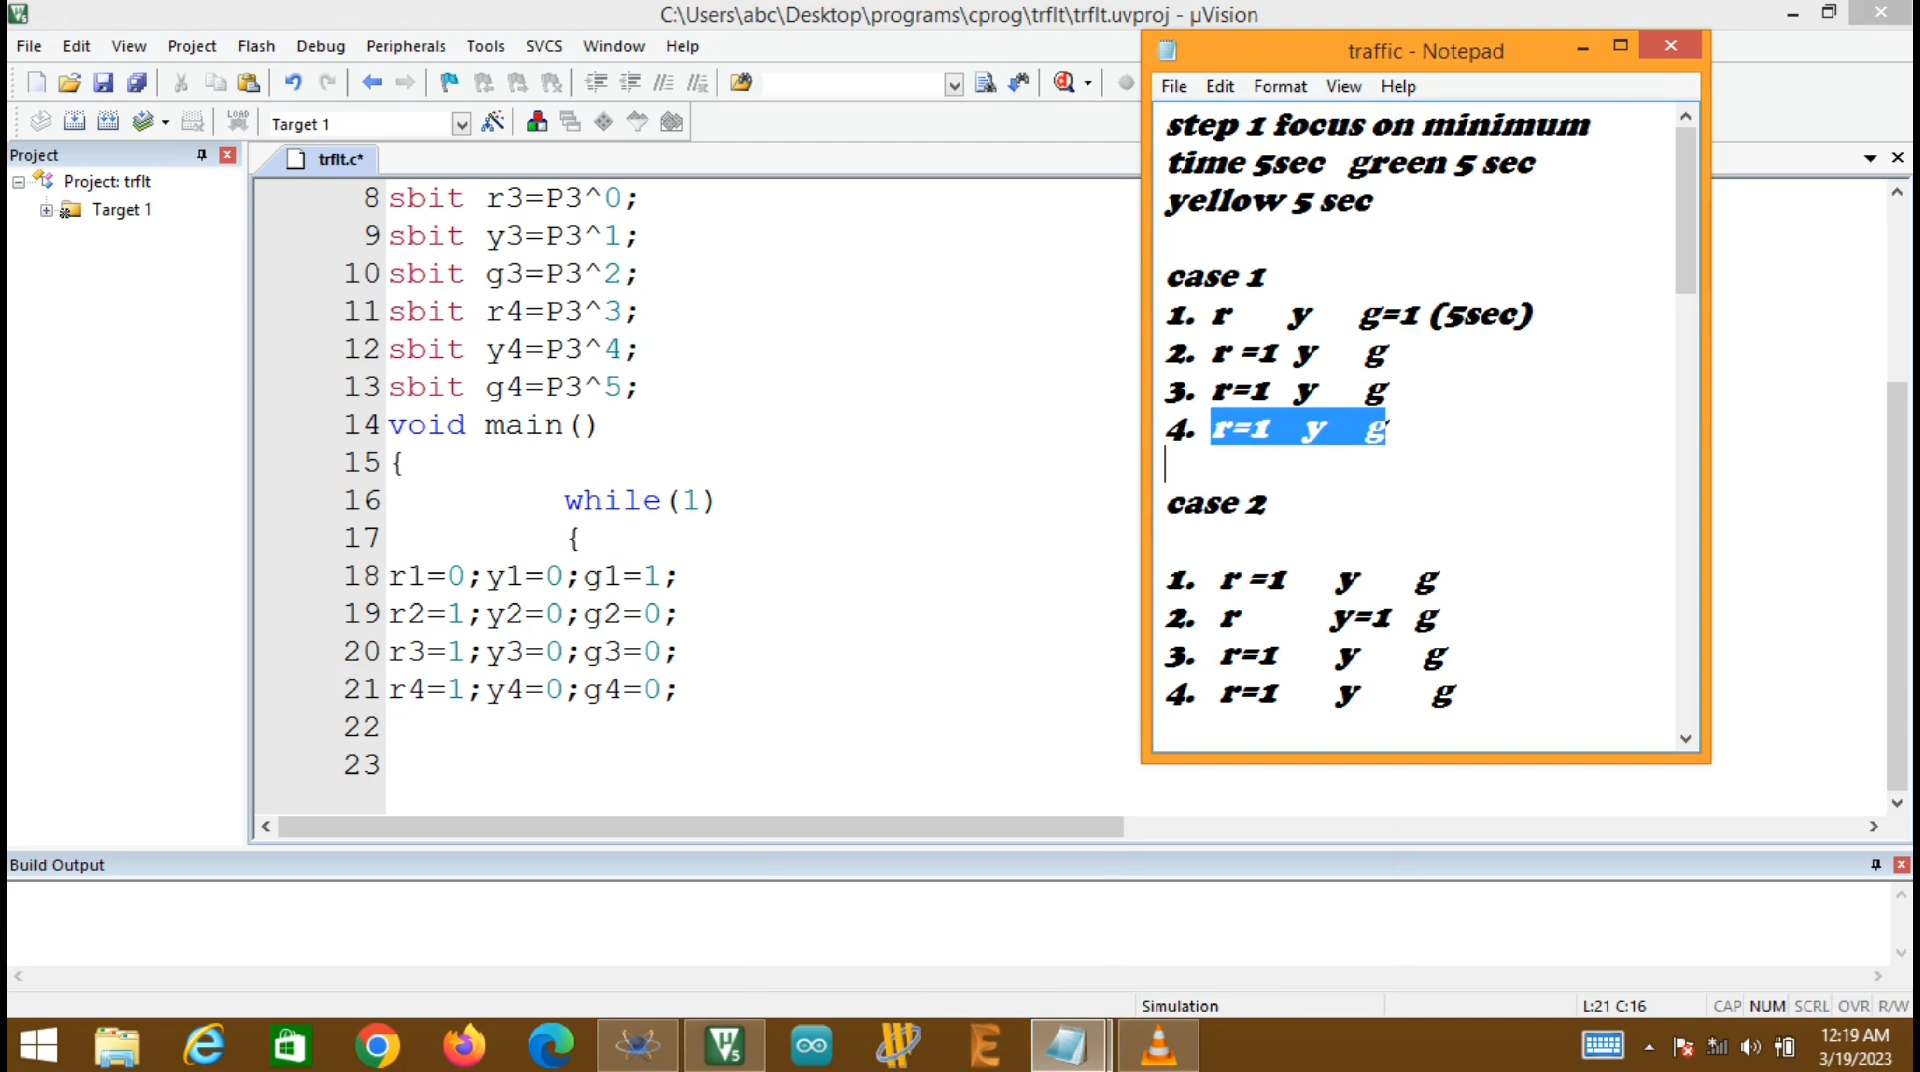 C:\Users\abc\Desktop\programs\cprog\trflt\trflt.uvproj - µVision
File Edit View Project Flash Debug Peripherals Tools SVCS Window Help
LOAD
Target 1
Project
Project: trflt
Target 1
trflt.c*
8 sbit r3=P3^0;
9 sbit y3=P3^1;
10 sbit g3=P3^2;
11 sbit r4=P3^3;
12 sbit y4=P3^4;
13 sbit g4=P3^5;
14 void main()
15 {
16 while(1)
17 {
18 r1=0;y1=0;g1=1;
19 r2=1;y2=0;g2=0;
20 r3=1;y3=0;g3=0;
21 r4=1;y4=0;g4=0;
22
23
traffic - Notepad
File Edit Format View Help
step 1 focus on minimum
time 5sec green 5 sec
yellow 5 sec
case 1
1. r y g=1 (5sec)
2. r =1 y g
3. r=1 y g
4. r=1 y g
case 2
1. r =1 y g
2. r y=1 g
3. r=1 y g
4. r=1 y g
Build Output
Simulation
L:21 C:16
CAP NUM SCRL OVR R/W
12:19 AM
3/19/2023